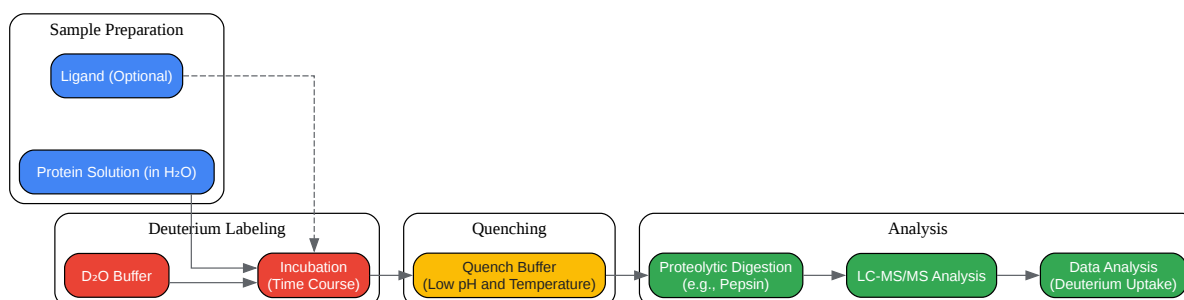 Sample Preparation
Ligand (Optional)
Protein Solution (in H₂O)
Deuterium Labeling
D₂O Buffer
Incubation
(Time Course)
Quenching
Quench Buffer
(Low pH and Temperature)
Analysis
Proteolytic Digestion
(e.g., Pepsin)
LC-MS/MS Analysis
Data Analysis
(Deuterium Uptake)